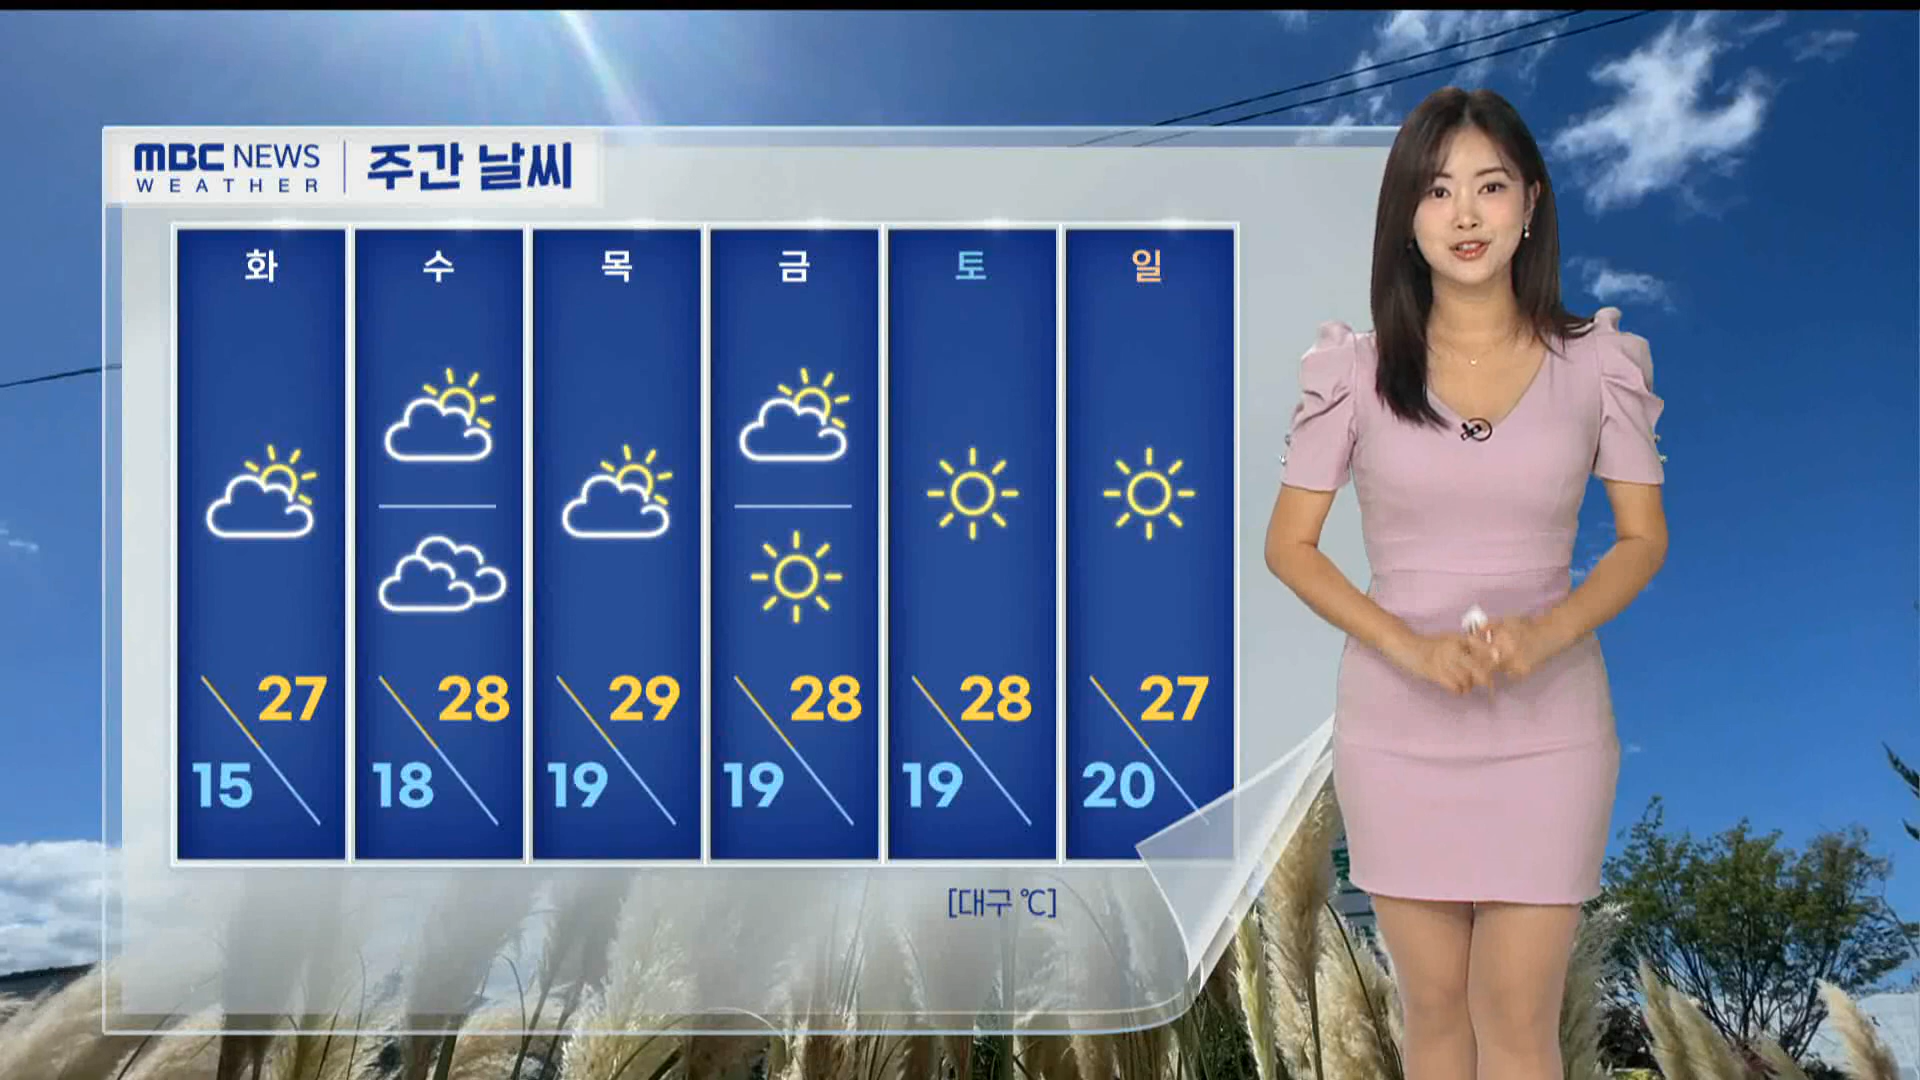 MBC NEWS
WEATHER
주간 날씨
화 수 목 금 토 일
27 28 29 28 28 27
15 18 19 19 19 20
[대구 ℃]